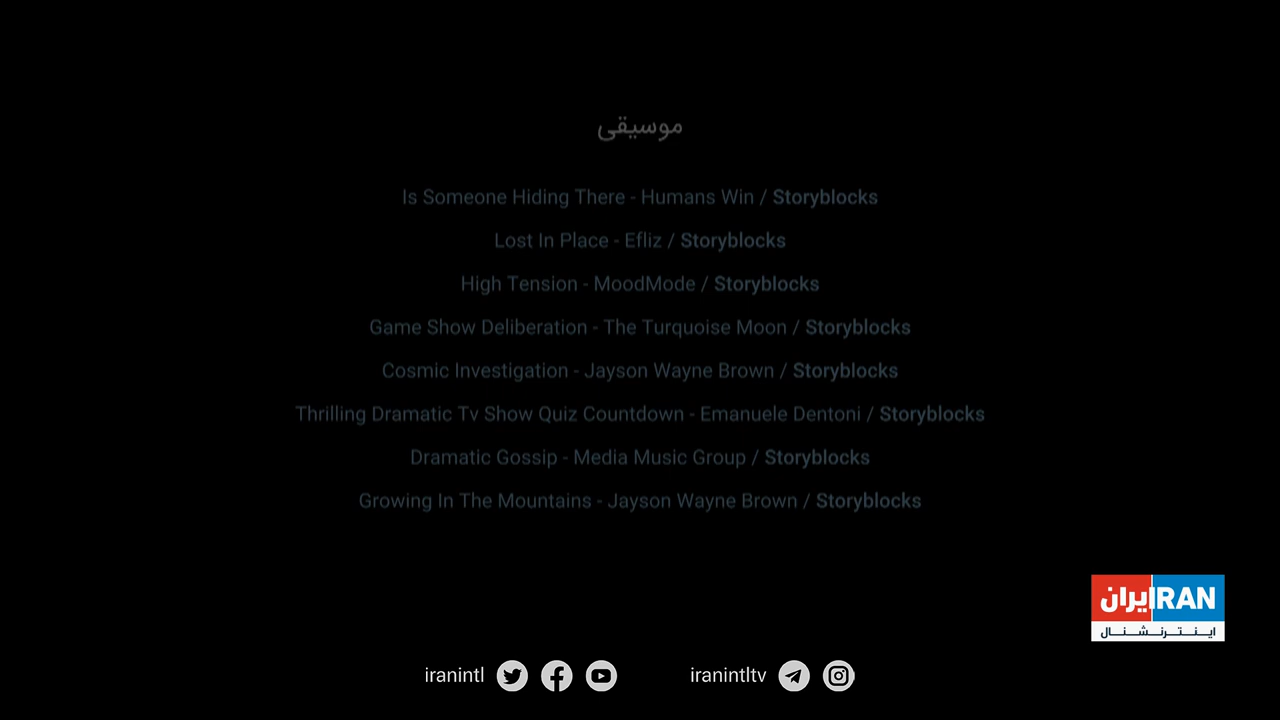 موسیقی
Is Someone Hiding There - Humans Win / Storyblocks
Lost In Place - Efliz / Storyblocks
High Tension - MoodMode / Storyblocks
Game Show Deliberation - The Turquoise Moon / Storyblocks
Cosmic Investigation - Jayson Wayne Brown / Storyblocks
Thrilling Dramatic Tv Show Quiz Countdown - Emanuele Dentoni / Storyblocks
Dramatic Gossip - Media Music Group / Storyblocks
Growing In The Mountains - Jayson Wayne Brown / Storyblocks
ایران IRAN
اینترنشنال
iranintl iranintltv